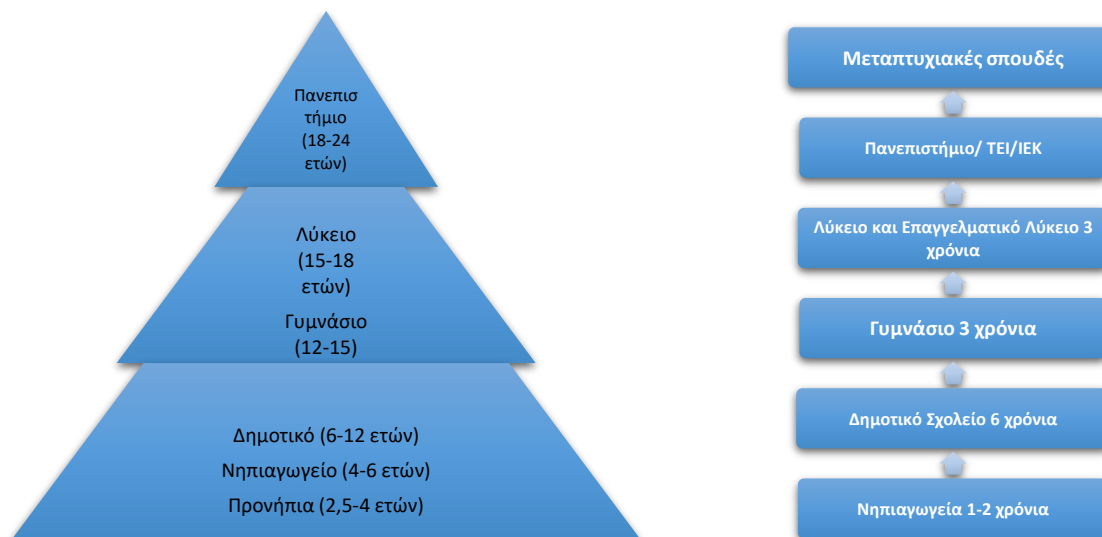 Πανεπισ
τήμιο
(18-24
ετών)
Λύκειο
(15-18
ετών)
Γυμνάσιο
(12-15)
Δημοτικό (6-12 ετών)
Νηπιαγωγείο (4-6 ετών)
Προνήπια (2,5-4 ετών)
Μεταπτυχιακές σπουδές
Πανεπιστήμιο/ ΤΕΙ/ΙΕΚ
Λύκειο και Επαγγελματικό Λύκειο 3
χρόνια
Γυμνάσιο 3 χρόνια
Δημοτικό Σχολείο 6 χρόνια
Νηπιαγωγεία 1-2 χρόνια